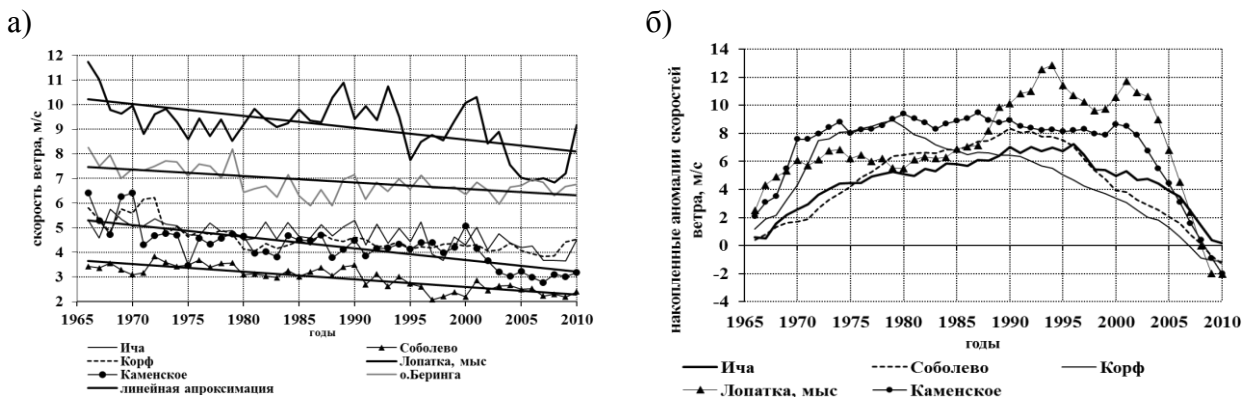 а)
скорость ветра, м/с
12
11
10
9
8
7
6
5
4
3
2
1965 1970 1975 1980 1985 1990 1995 2000 2005 2010
годы
Ича
Соболево
Корф
Лопатка, мыс
Каменское
о.Беринга
линейная апроксимация
б)
накопленные аномалии скоростей
ветра, м/с
14
12
10
8
6
4
2
0
-2
-4
1965 1970 1975 1980 1985 1990 1995 2000 2005 2010
годы
Ича
Соболево
Корф
Лопатка, мыс
Каменское